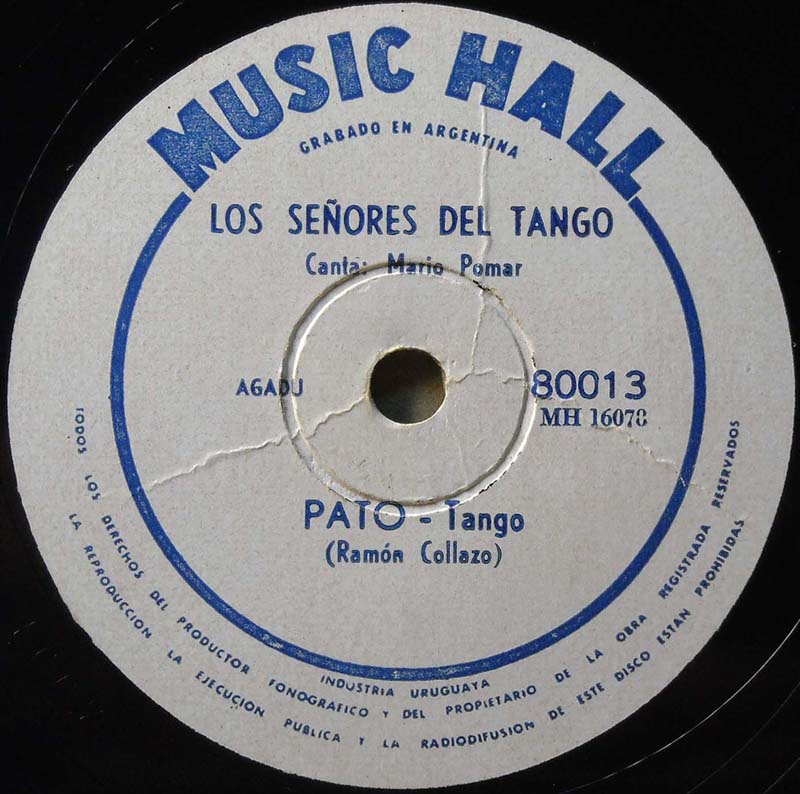 MUSIC HALL
GRABADO EN ARGENTINA
LOS SEÑORES DEL TANGO
Canta: Mario Pomar
AGADU
80013
MH 16078
PATO - Tango
(Ramón Collazo)
INDUSTRIA URUGUAYA
TODOS LOS DERECHOS DEL PRODUCTOR FONOGRAFICO Y DEL PROPIETARIO DE LA OBRA REGISTRADA RESERVADOS
LA REPRODUCCION LA EJECUCION PUBLICA Y LA RADIODIFUSION DE ESTE DISCO ESTAN PROHIBIDAS